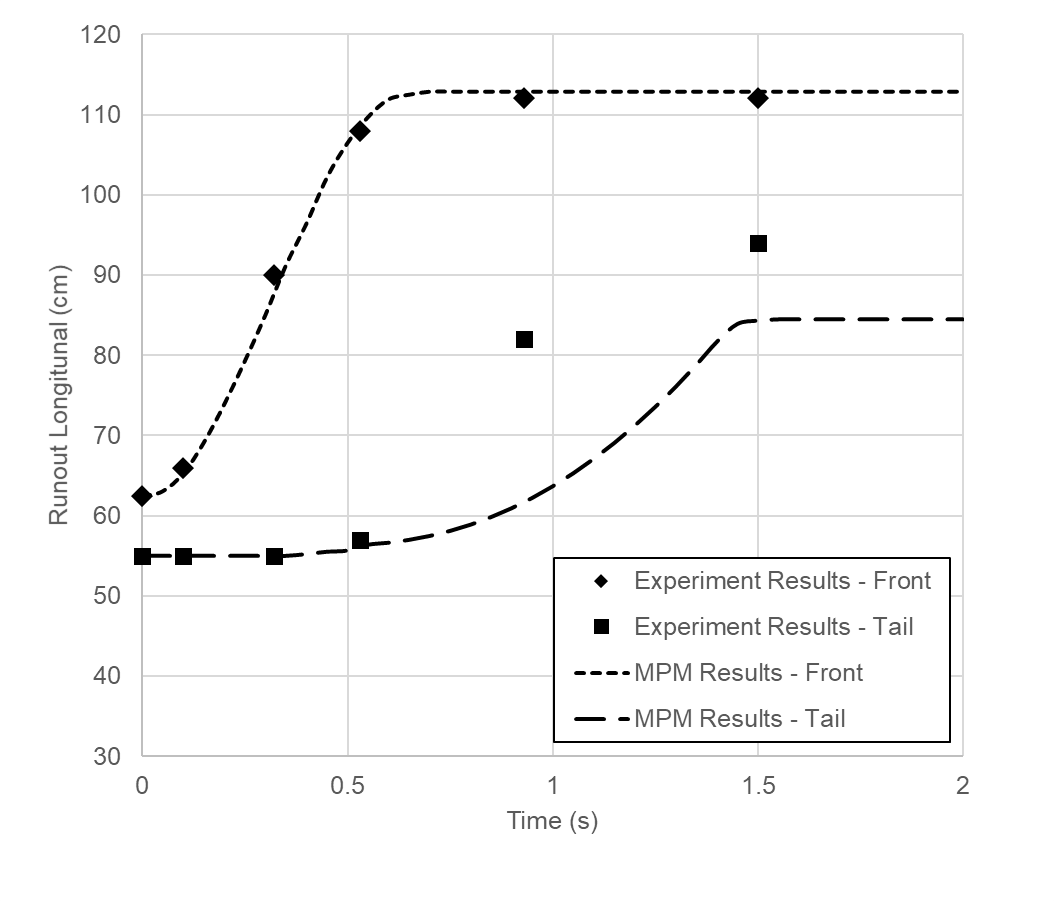 120
110
100
90
80
70
60
50
40
30
Runout Longitunal (cm)
Experiment Results - Front
Experiment Results - Tail
MPM Results - Front
MPM Results - Tail
0 0.5 1 1.5 2
Time (s)